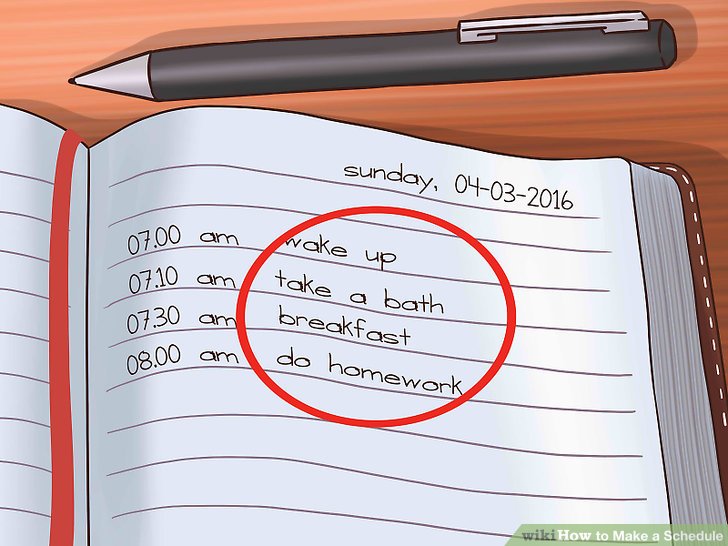 sunday, 04-03-2016
07.00 am wake up
07.10 am take a bath
07.30 am breakfast
08.00 am do homework
wikiHow to Make a Schedule